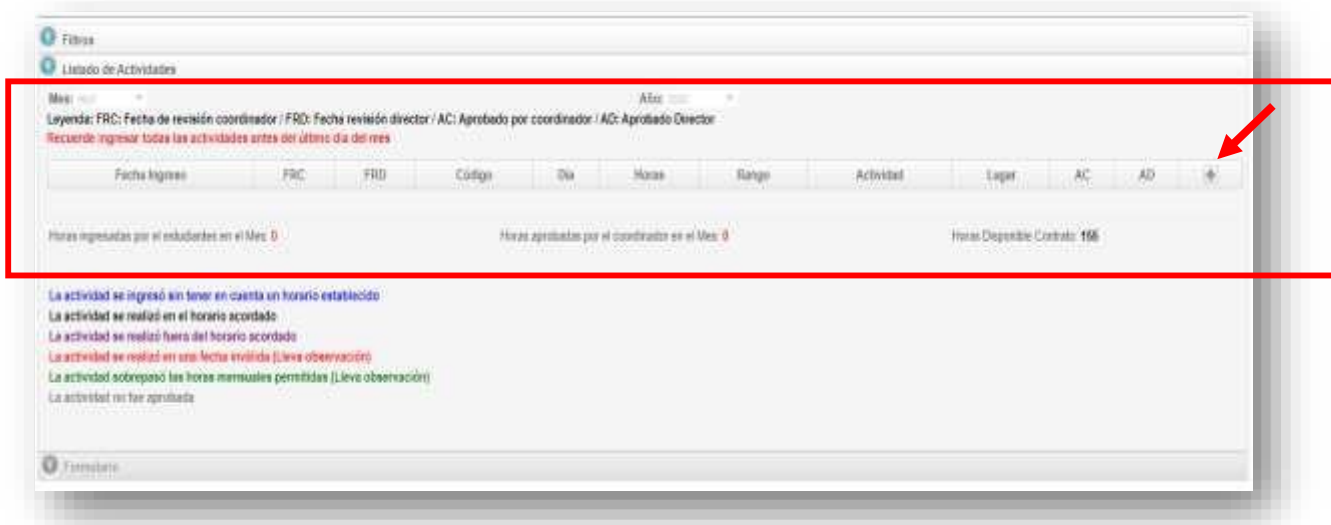 Filtros
Listado de Actividades
Mes: Año:
Leyenda: FRC: Fecha de revisión coordinador / FRD: Fecha revisión director / AC: Aprobado por coordinador / AD: Aprobado Director
Recuerde ingresar todas las actividades antes del último día del mes
Fecha Ingreso FRC FRD Código Día Horas Rango Actividad Lugar AC AD +
Horas ingresadas por el estudiantes en el Mes: 0 Horas aprobadas por el coordinador en el Mes: 0 Horas Disponible Contrato: 166
La actividad se ingresó sin tener en cuenta un horario establecido
La actividad se realizó en el horario acordado
La actividad se realizó fuera del horario acordado
La actividad se realizó en una fecha inválida (Lleva observación)
La actividad sobrepasó las horas mensuales permitidas (Lleva observación)
La actividad no fue aprobada
Formulario